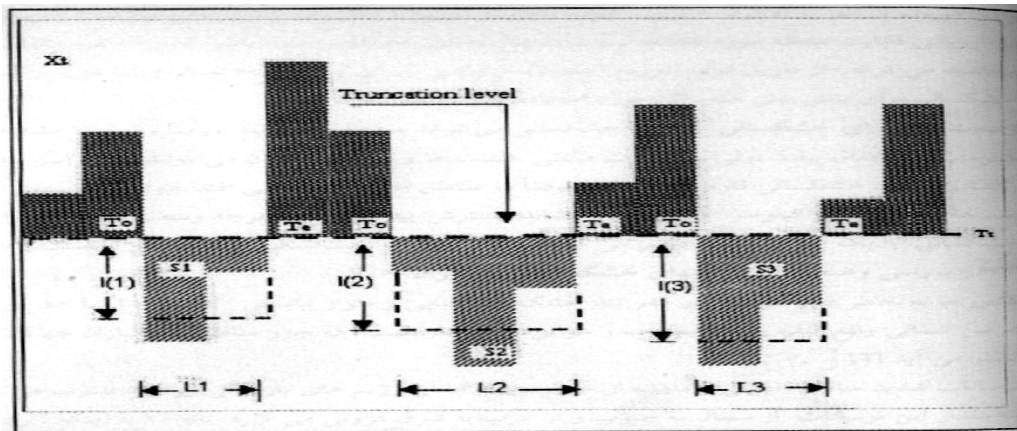 Xt
Truncation level
To Te To Te To Te Tt
I(1) S1 I(2) I(3) S3
S2
L1 L2 L3